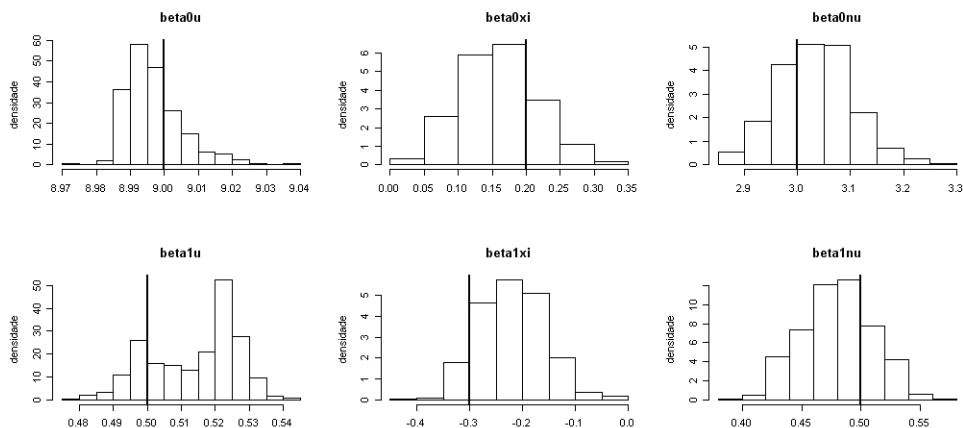 beta0u
densidade
0 10 20 30 40 50 60
8.97 8.98 8.99 9.00 9.01 9.02 9.03 9.04
beta0xi
densidade
0 1 2 3 4 5 6
0.00 0.05 0.10 0.15 0.20 0.25 0.30 0.35
beta0nu
densidade
0 1 2 3 4 5
2.9 3.0 3.1 3.2 3.3
beta1u
densidade
0 10 20 30 40 50
0.48 0.49 0.50 0.51 0.52 0.53 0.54
beta1xi
densidade
0 1 2 3 4 5
-0.4 -0.3 -0.2 -0.1 0.0
beta1nu
densidade
0 2 4 6 8 10
0.40 0.45 0.50 0.55